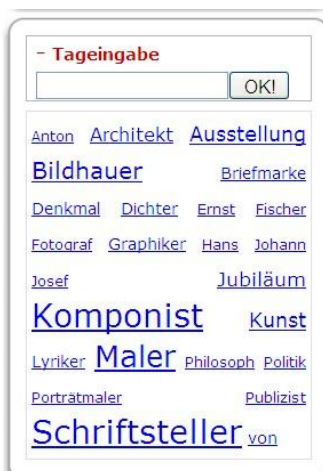 - Tageingabe
OK!
Anton Architekt Ausstellung
Bildhauer Briefmarke
Denkmal Dichter Ernst Fischer
Fotograf Graphiker Hans Johann
Josef Jubiläum
Komponist Kunst
Lyriker Maler Philosoph Politik
Porträtmaler Publizist
Schriftsteller von